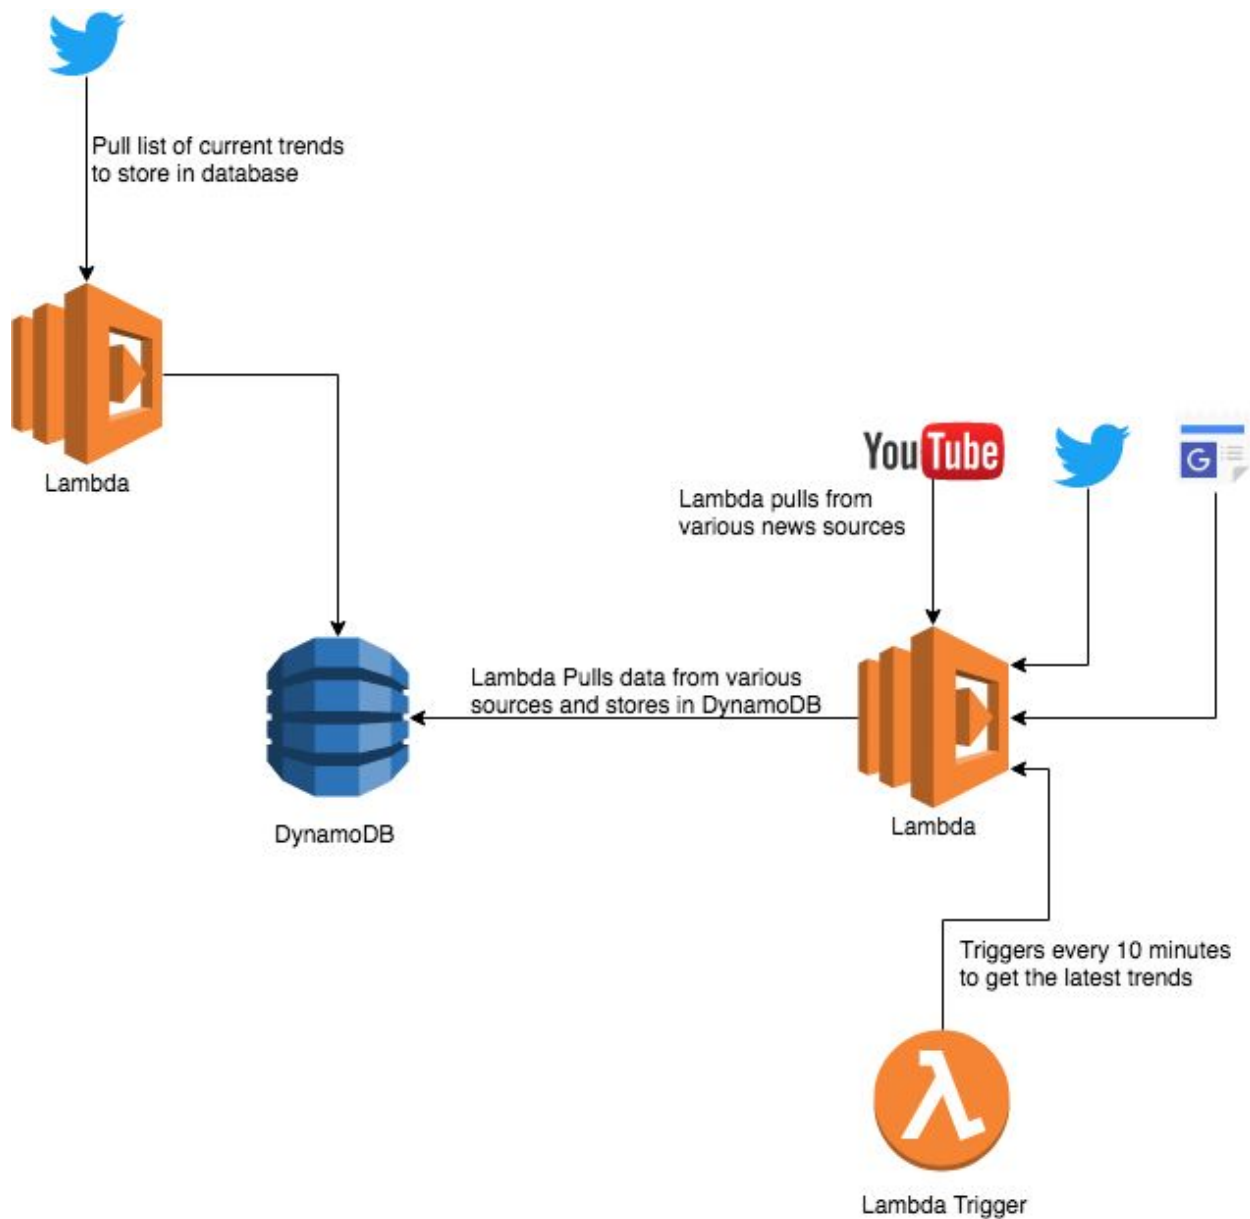 Pull list of current trends
to store in database
Lambda
YouTube
G
Lambda pulls from
various news sources
Lambda Pulls data from various
sources and stores in DynamoDB
Lambda
DynamoDB
Triggers every 10 minutes
to get the latest trends
Lambda Trigger